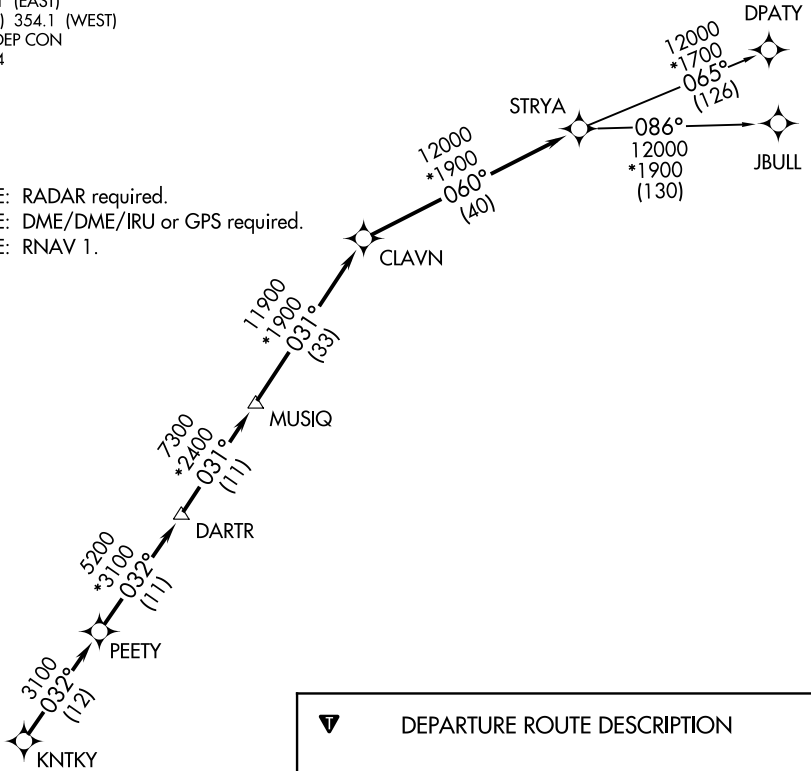 (EAST)
) 354.1 (WEST)
DEP CON
4
DPATY
12000
*1700
065°
(126)
STRYA
086°
12000
*1900
(130)
JBULL
12000
*1900
060°
(40)
E: RADAR required.
E: DME/DME/IRU or GPS required.
E: RNAV 1.
CLAVN
11900
*1900
031°
(33)
MUSIQ
7300
*2400
031°
(11)
DARTR
5200
*3100
032°
(11)
PEETY
3100
032°
(12)
KNTKY
T DEPARTURE ROUTE DESCRIPTION